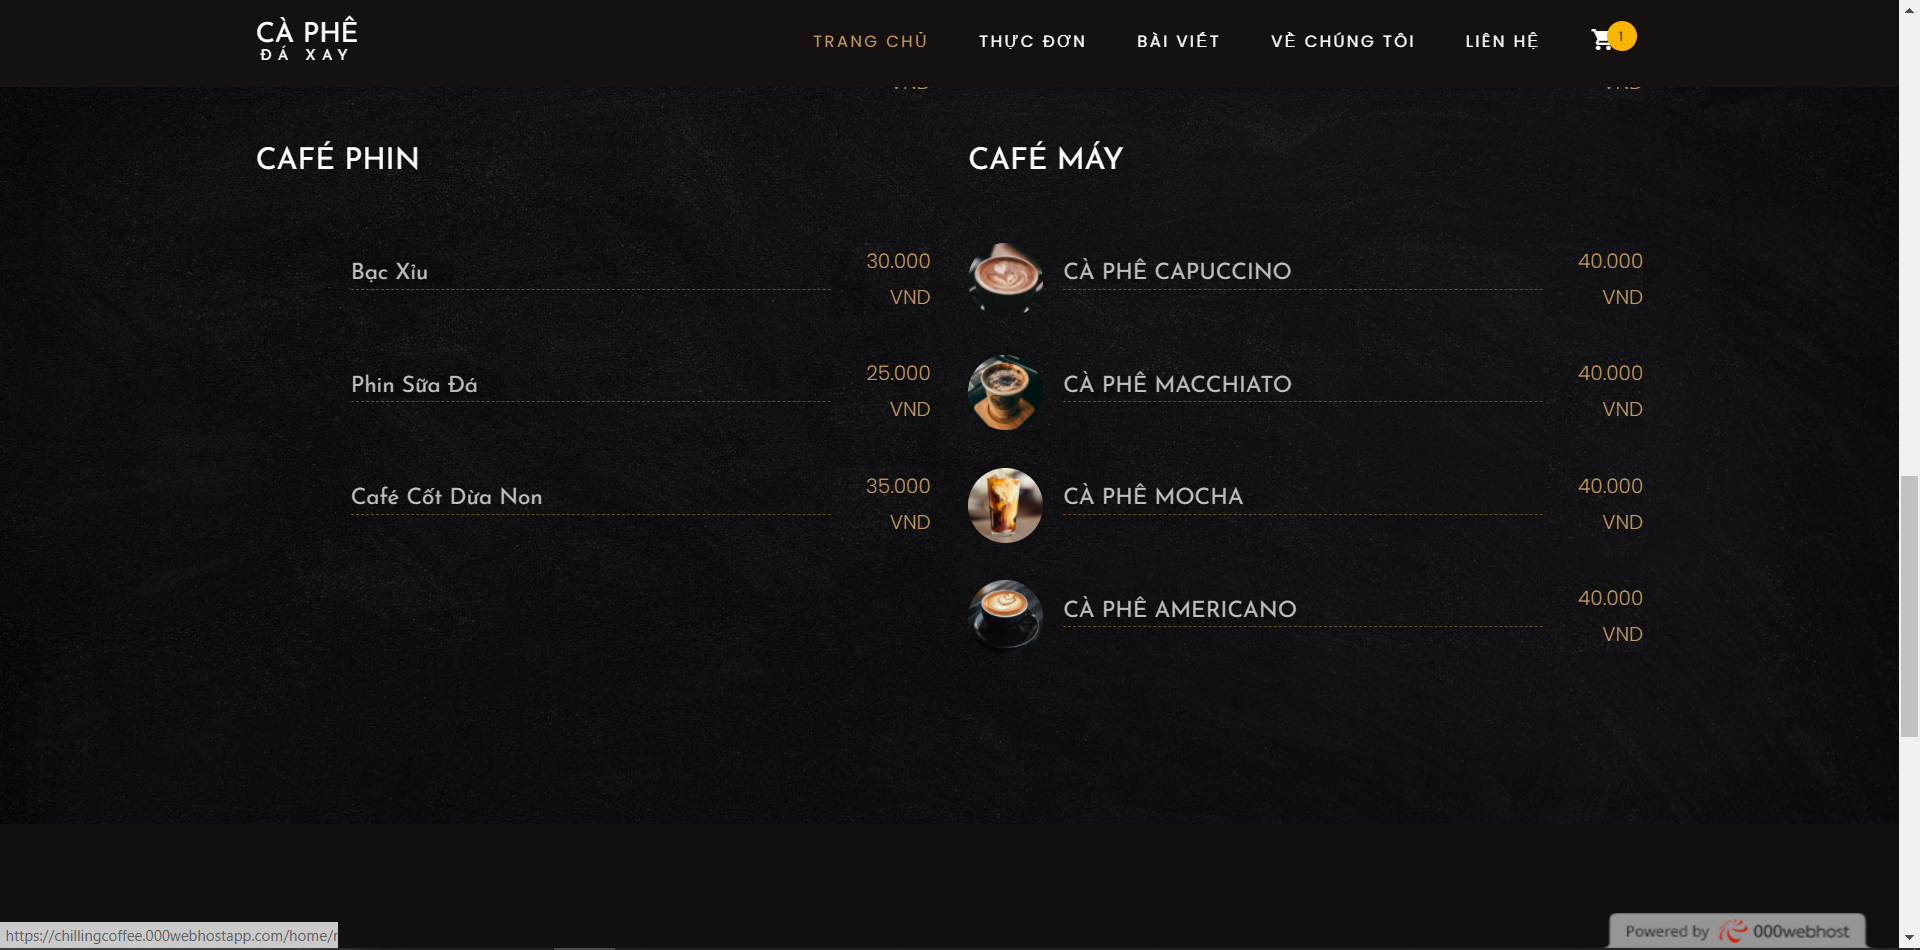 CÀ PHÊ
ĐÁ XAY
TRANG CHỦ THỰC ĐƠN BÀI VIẾT VỀ CHÚNG TÔI LIÊN HỆ 1
VND VND
CAFÉ PHIN
Bạc Xỉu 30.000 VND
Phin Sữa Đá 25.000 VND
Café Cốt Dừa Non 35.000 VND
CAFÉ MÁY
CÀ PHÊ CAPUCCINO 40.000 VND
CÀ PHÊ MACCHIATO 40.000 VND
CÀ PHÊ MOCHA 40.000 VND
CÀ PHÊ AMERICANO 40.000 VND
https://chillingcoffee.000webhostapp.com/home/
Powered by 000webhost